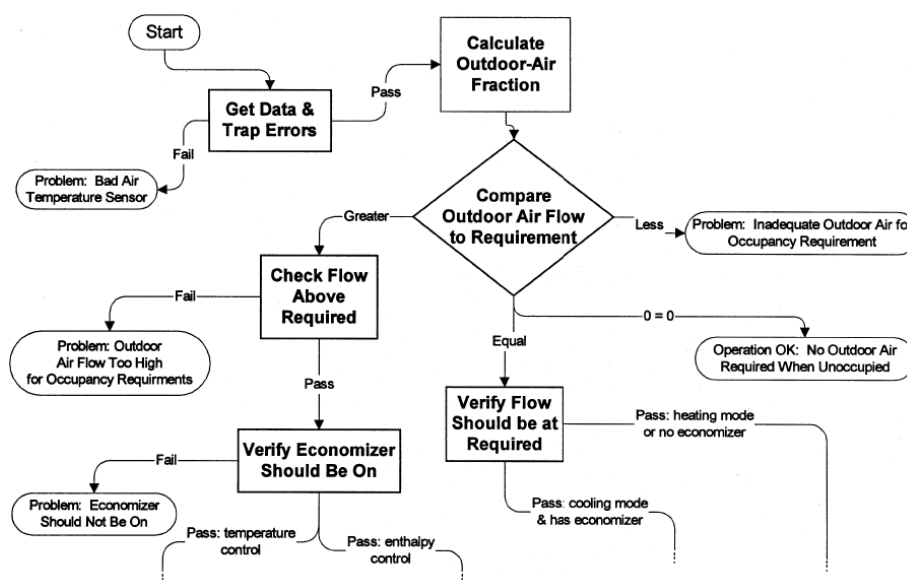 Start
Calculate
Outdoor-Air
Fraction
Pass
Get Data &
Trap Errors
Fail
Problem: Bad Air
Temperature Sensor
Compare
Outdoor Air Flow
to Requirement
Greater
Less
Problem: Inadequate Outdoor Air for
Occupancy Requirement
Check Flow
Above
Required
Fail
Problem: Outdoor
Air Flow Too High
for Occupancy Requirments
0 = 0
Equal
Operation OK: No Outdoor Air
Required When Unoccupied
Pass
Verify Flow
Should be at
Required
Pass: heating mode
or no economizer
Verify Economizer
Should Be On
Fail
Problem: Economizer
Should Not Be On
Pass: cooling mode
& has economizer
Pass: temperature
control
Pass: enthalpy
control